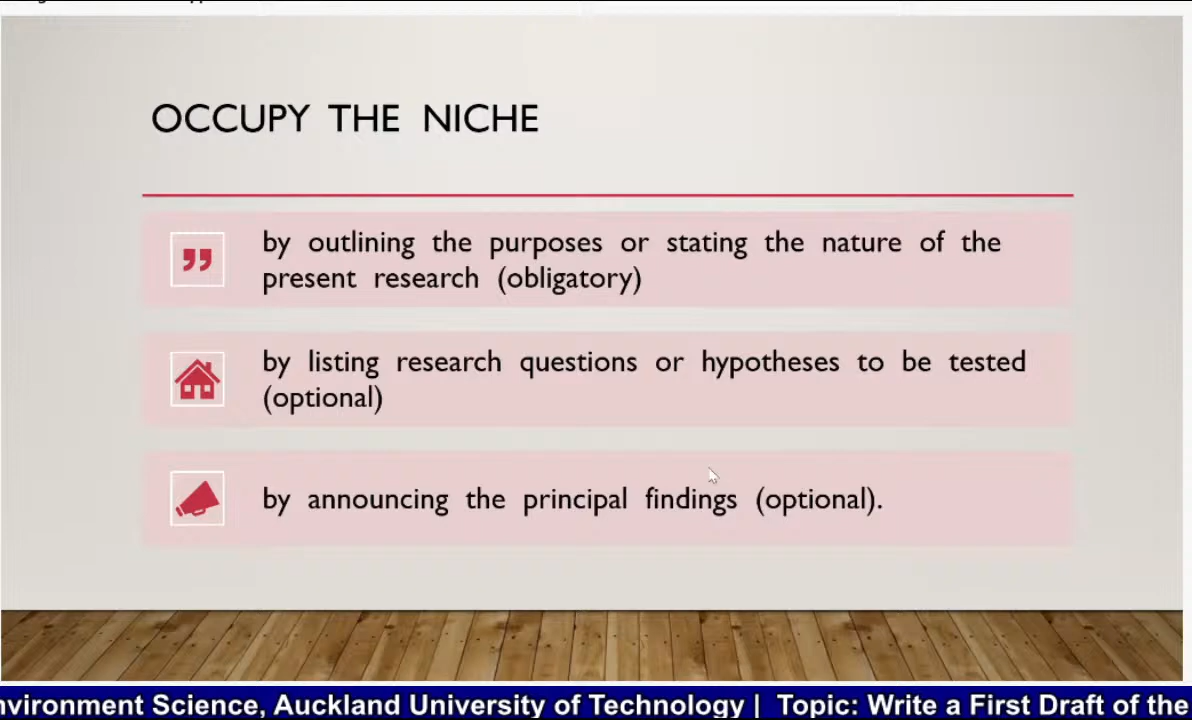 OCCUPY THE NICHE
by outlining the purposes or stating the nature of the
present research (obligatory)
by listing research questions or hypotheses to be tested
(optional)
by announcing the principal findings (optional).
Science, Auckland University of Technology | Topic: Write a First Draft of the